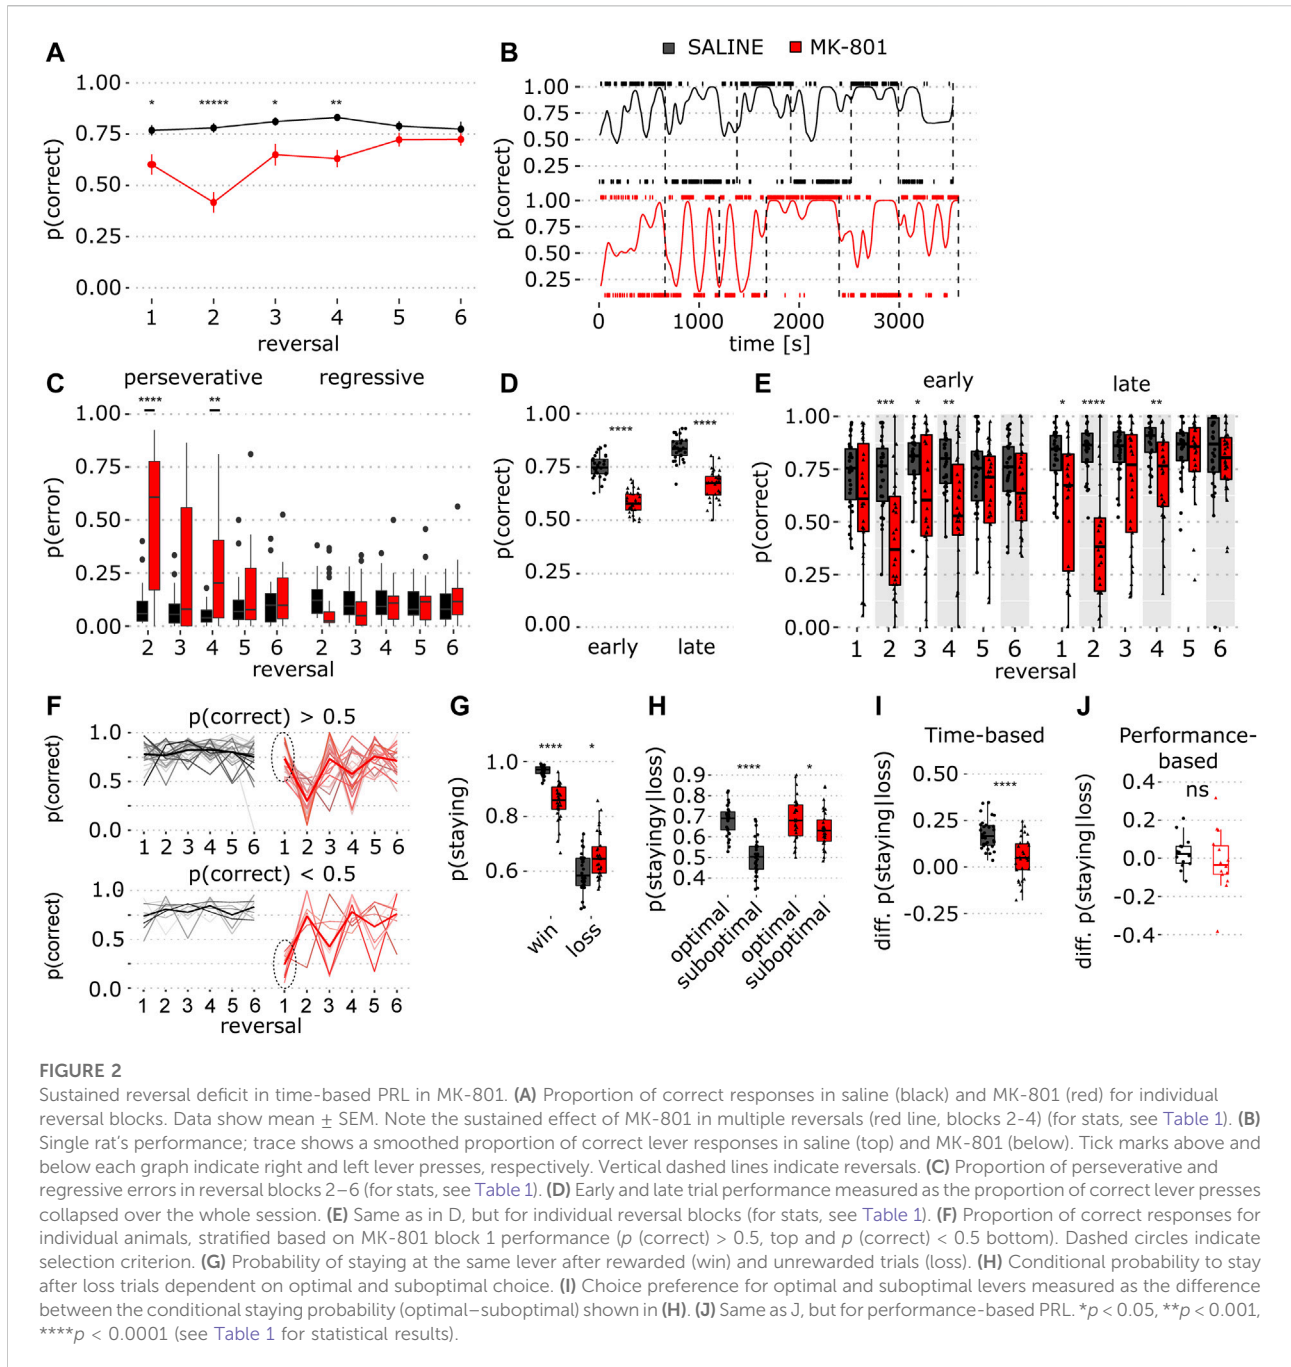 SALINE MK-801
A
p(correct)
1.00
0.75
0.50
0.25
0.00
* ***** * **
1 2 3 4 5 6
reversal
B
p(correct)
1.00
0.75
0.50
0.25
1.00
0.75
0.50
0.25
0 1000 2000 3000
time [s]
C
perseverative regressive
**** **
p(error)
1.00
0.75
0.50
0.25
0.00
2 3 4 5 6 2 3 4 5 6
reversal
D
p(correct)
1.00
0.75
0.50
0.25
0.00
**** ****
early late
E
early late
*** * ** * **** **
p(correct)
1.00
0.75
0.50
0.25
0.00
1 2 3 4 5 6 1 2 3 4 5 6
reversal
F
p(correct) > 0.5
p(correct)
1.0
0.75
0.0
1 2 3 4 5 6 1 2 3 4 5 6
p(correct) < 0.5
p(correct)
1.0
0.75
0.0
1 2 3 4 5 6 1 2 3 4 5 6
reversal
G
p(staying)
1.0
0.8
0.6
**** *
win loss
H
p(stayingy|loss)
0.9
0.8
0.7
0.6
0.5
0.4
**** *
optimal suboptimal optimal suboptimal
I
Time-based
diff. p(staying|loss)
0.50
0.25
0.00
-0.25
****
J
Performance-
based
ns
diff. p(staying|loss)
0.4
0.2
0.0
-0.2
-0.4
FIGURE 2
Sustained reversal deficit in time-based PRL in MK-801. (A) Proportion of correct responses in saline (black) and MK-801 (red) for individual
reversal blocks. Data show mean ± SEM. Note the sustained effect of MK-801 in multiple reversals (red line, blocks 2-4) (for stats, see Table 1). (B)
Single rat's performance; trace shows a smoothed proportion of correct lever responses in saline (top) and MK-801 (below). Tick marks above and
below each graph indicate right and left lever presses, respectively. Vertical dashed lines indicate reversals. (C) Proportion of perseverative and
regressive errors in reversal blocks 2–6 (for stats, see Table 1). (D) Early and late trial performance measured as the proportion of correct lever presses
collapsed over the whole session. (E) Same as in D, but for individual reversal blocks (for stats, see Table 1). (F) Proportion of correct responses for
individual animals, stratified based on MK-801 block 1 performance (p (correct) > 0.5, top and p (correct) < 0.5 bottom). Dashed circles indicate
selection criterion. (G) Probability of staying at the same lever after rewarded (win) and unrewarded trials (loss). (H) Conditional probability to stay
after loss trials dependent on optimal and suboptimal choice. (I) Choice preference for optimal and suboptimal levers measured as the difference
between the conditional staying probability (optimal–suboptimal) shown in (H). (J) Same as J, but for performance-based PRL. *p < 0.05, **p < 0.001,
****p < 0.0001 (see Table 1 for statistical results).